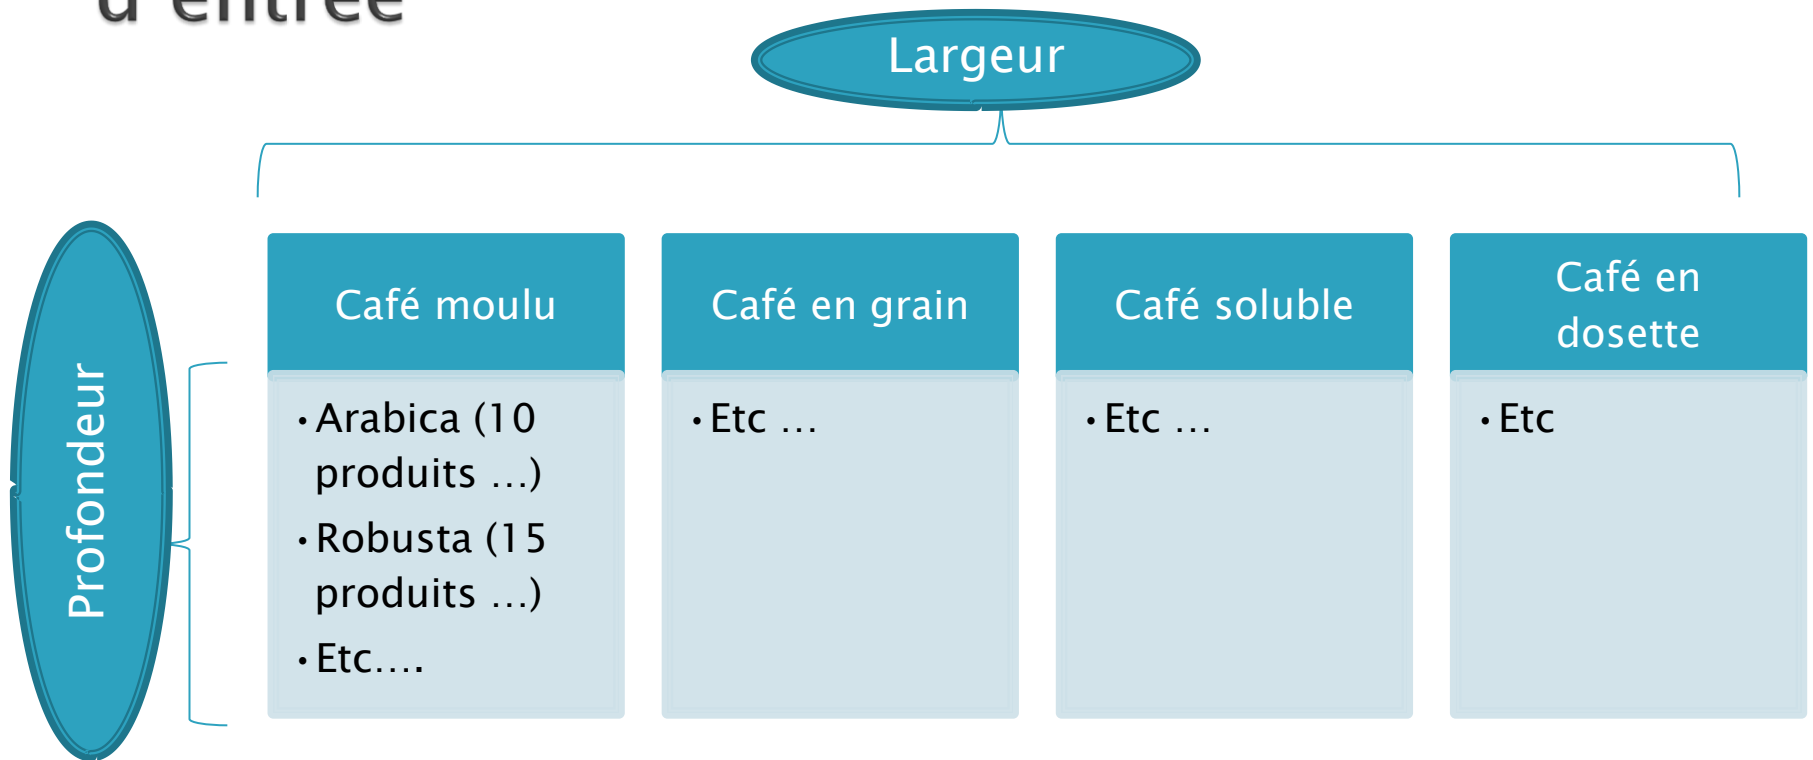 d'entrée
Largeur
Profondeur
Café moulu
•Arabica (10
produits …)
•Robusta (15
produits …)
•Etc….
Café en grain
•Etc …
Café soluble
•Etc …
Café en
dosette
•Etc